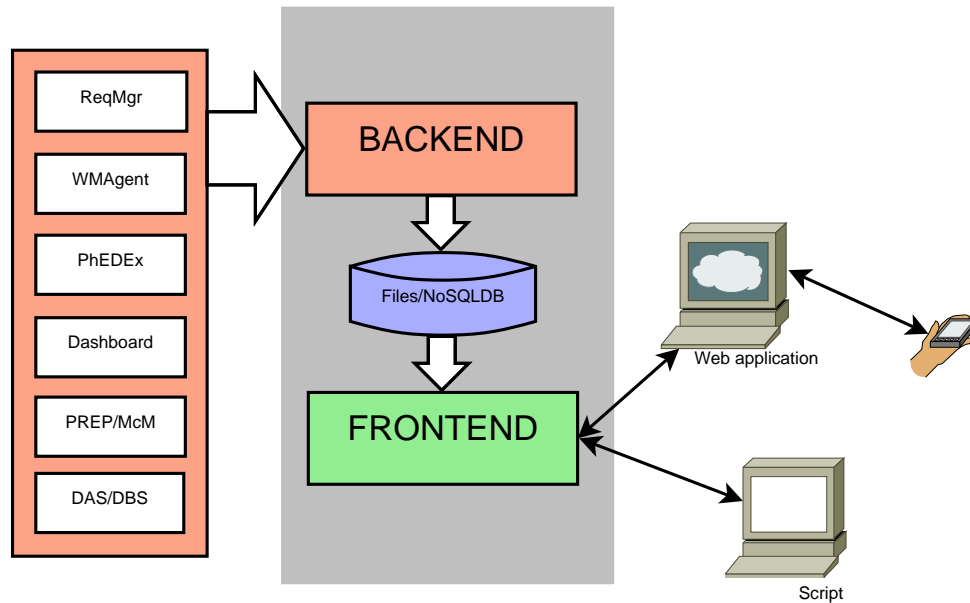 ReqMgr
WMAgent
PhEDEx
Dashboard
PREP/McM
DAS/DBS
BACKEND
Files/NoSQLDB
FRONTEND
Web application
Script